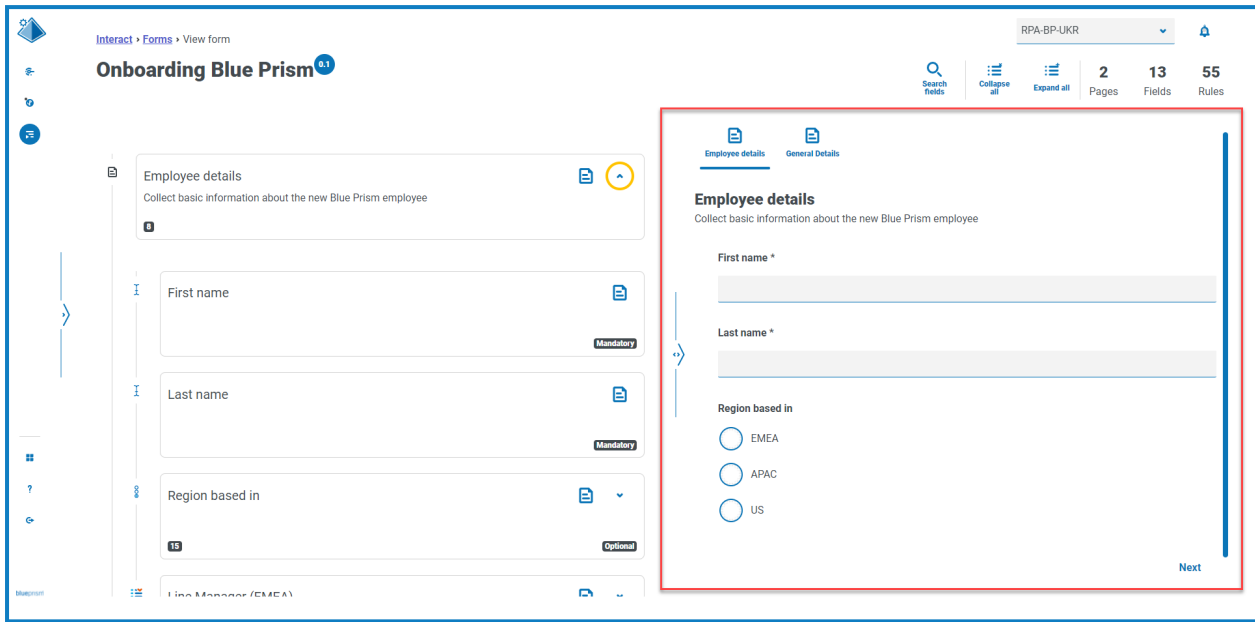 RPA-BP-UKR
Interact › Forms › View form
Onboarding Blue Prism 0.1
Search fields
Collapse all
Expand all
2 Pages
13 Fields
55 Rules
Employee details
Collect basic information about the new Blue Prism employee
8
First name
Mandatory
Last name
Mandatory
Region based in
15
Optional
Line Manager (EMEA)
Employee details
General Details
Employee details
Collect basic information about the new Blue Prism employee
First name *
Last name *
Region based in
EMEA
APAC
US
Next
?
blueprism